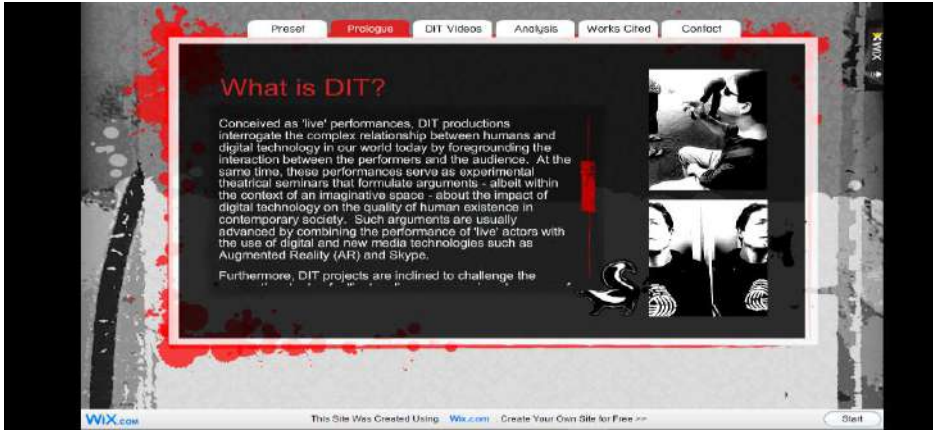 Preset Prologue DIT Videos Analysis Works Cited Contact
WIX
What is DIT?
Conceived as 'live' performances, DIT productions
interrogate the complex relationship between humans and
digital technology in our world today by foregrounding the
interaction between the performers and the audience. At the
same time, these performances serve as experimental
theatrical seminars that formulate arguments - albeit within
the context of an imaginative space - about the impact of
digital technology on the quality of human existence in
contemporary society. Such arguments are usually
advanced by combining the performance of 'live' actors with
the use of digital and new media technologies such as
Augmented Reality (AR) and Skype.
Furthermore, DIT projects are inclined to challenge the
WiX.com This Site Was Created Using Wix.com Create Your Own Site for Free >> Start